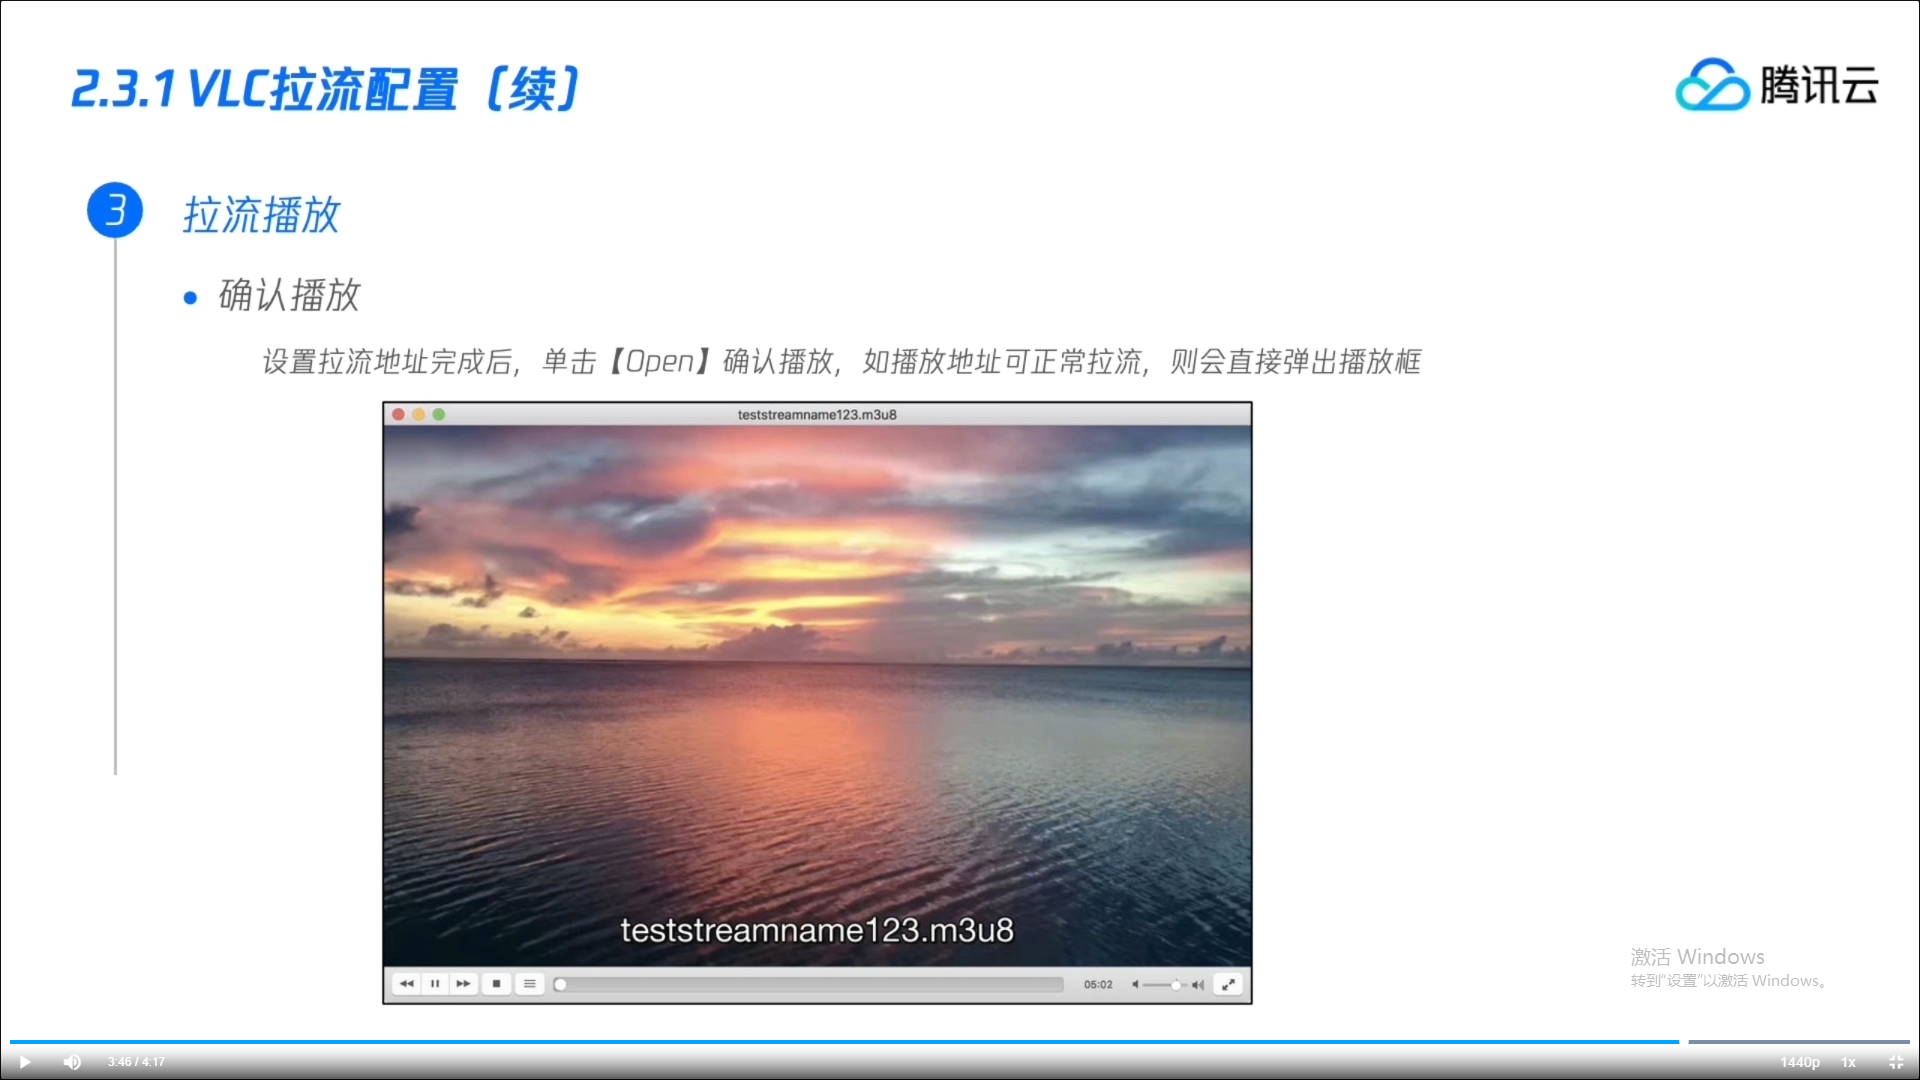 2.3.1 VLC拉流配置（续）
腾讯云
3
拉流播放
确认播放
设置拉流地址完成后，单击【Open】确认播放，如播放地址可正常拉流，则会直接弹出播放框
teststreamname123.m3u8
teststreamname123.m3u8
05:02
激活 Windows
转到“设置”以激活 Windows。
3:46 / 4:17
1440p
1x